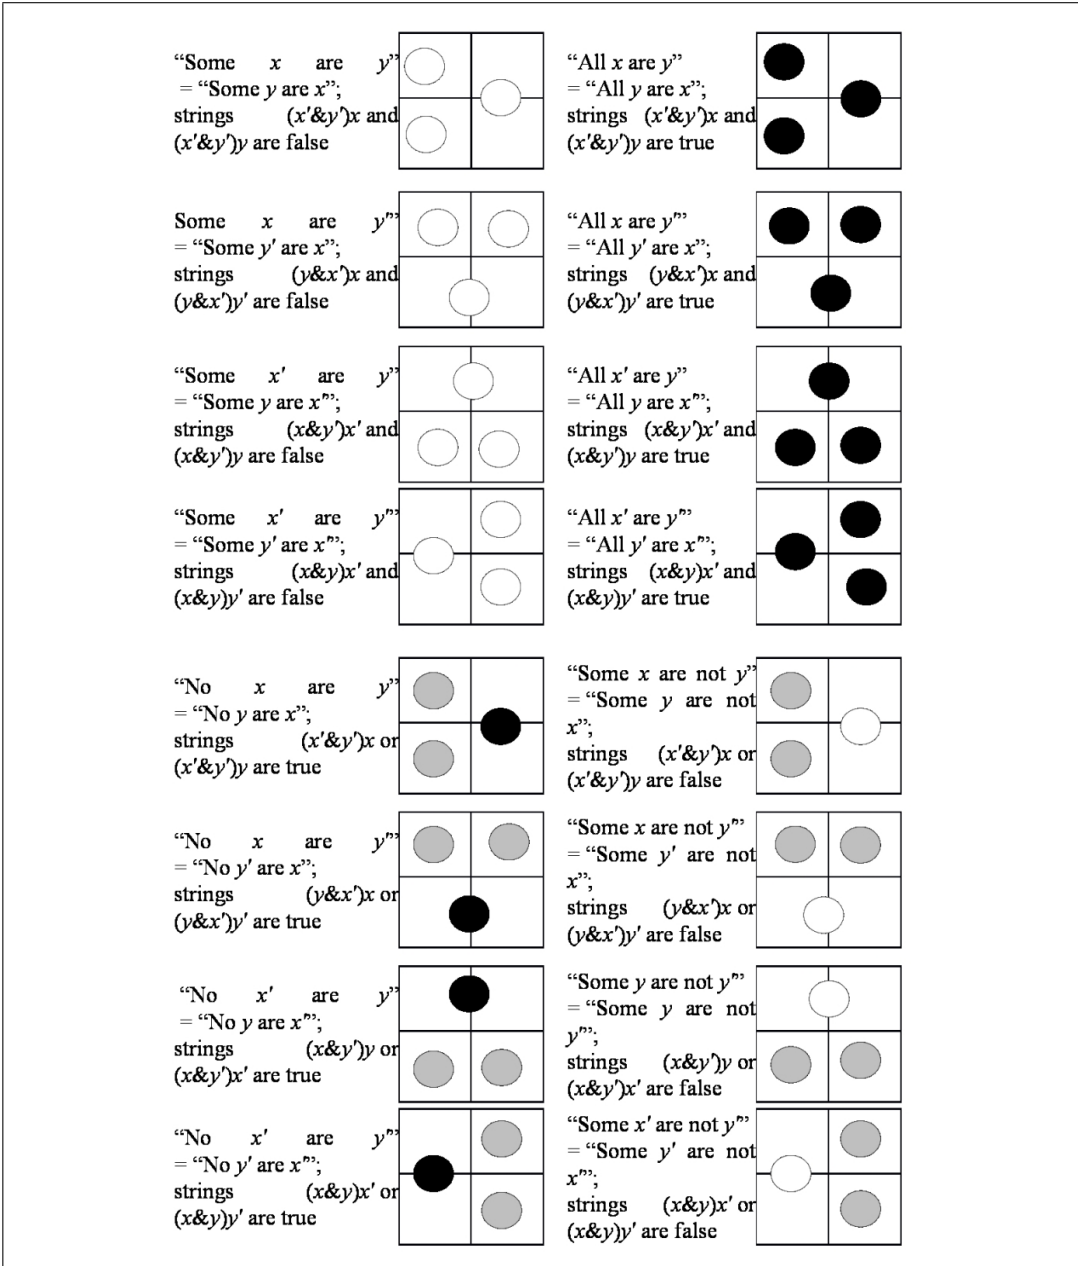 “Some x are y”
= “Some y are x”;
strings (x'&y')x and
(x'&y')y are false
“All x are y”
= “All y are x”;
strings (x'&y')x and
(x'&y')y are true
Some x are y'”
= “Some y' are x”;
strings (y&x')x and
(y&x')y' are false
“All x are y'”
= “All y' are x”;
strings (y&x')x and
(y&x')y' are true
“Some x' are y”
= “Some y are x'”;
strings (x&y')x' and
(x&y')y are false
“All x' are y”
= “All y are x'”;
strings (x&y')x' and
(x&y')y are true
“Some x' are y'”
= “Some y' are x'”;
strings (x&y)x' and
(x&y)y' are false
“All x' are y'”
= “All y' are x'”;
strings (x&y)x' and
(x&y)y' are true
“No x are y”
= “No y are x”;
strings (x'&y')x or
(x'&y')y are true
“Some x are not y”
= “Some y are not
x”;
strings (x'&y')x or
(x'&y')y are false
“No x are y'”
= “No y' are x”;
strings (y&x')x or
(y&x')y' are true
“Some x are not y'”
= “Some y' are not
x”;
strings (y&x')x or
(y&x')y' are false
“No x' are y”
= “No y are x'”;
strings (x&y')y or
(x&y')x' are true
“Some y are not y'”
= “Some y are not
y'”;
strings (x&y')y or
(x&y')x' are false
“No x' are y'”
= “No y' are x'”;
strings (x&y)x' or
(x&y)y' are true
“Some x' are not y'”
= “Some y' are not
x'”;
strings (x&y)x' or
(x&y)y' are false